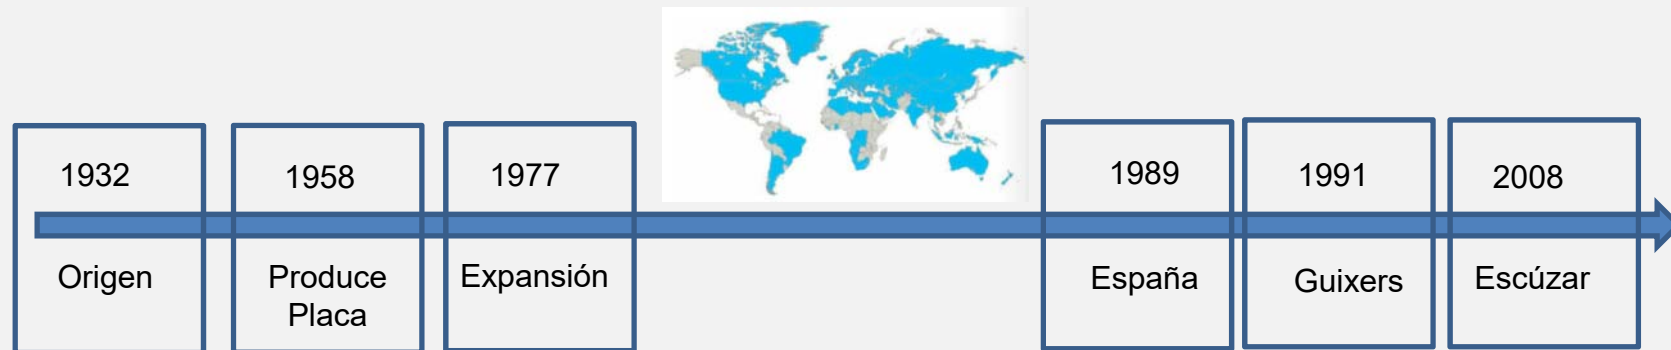 1932
Origen
1958
Produce
Placa
1977
Expansión
1989
España
1991
Guixers
2008
Escúzar